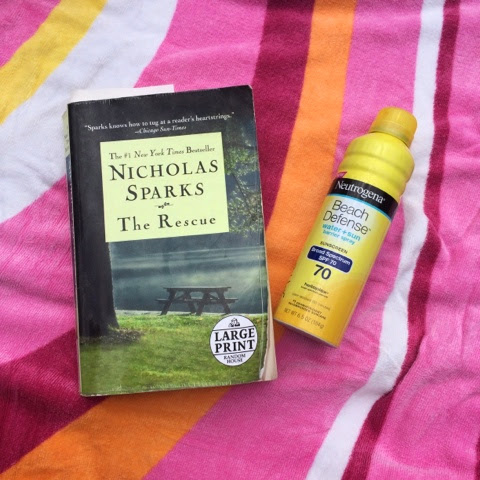 "Sparks knows how to tug at a reader's heartstrings."
—Chicago Sun-Times
The #1 New York Times Bestseller
NICHOLAS
SPARKS
The Rescue
LARGE
PRINT
RANDOM
HOUSE
Neutrogena
Beach
Defense
water+sun
barrier spray
SUNSCREEN
Broad Spectrum
SPF 70
70
helioplex